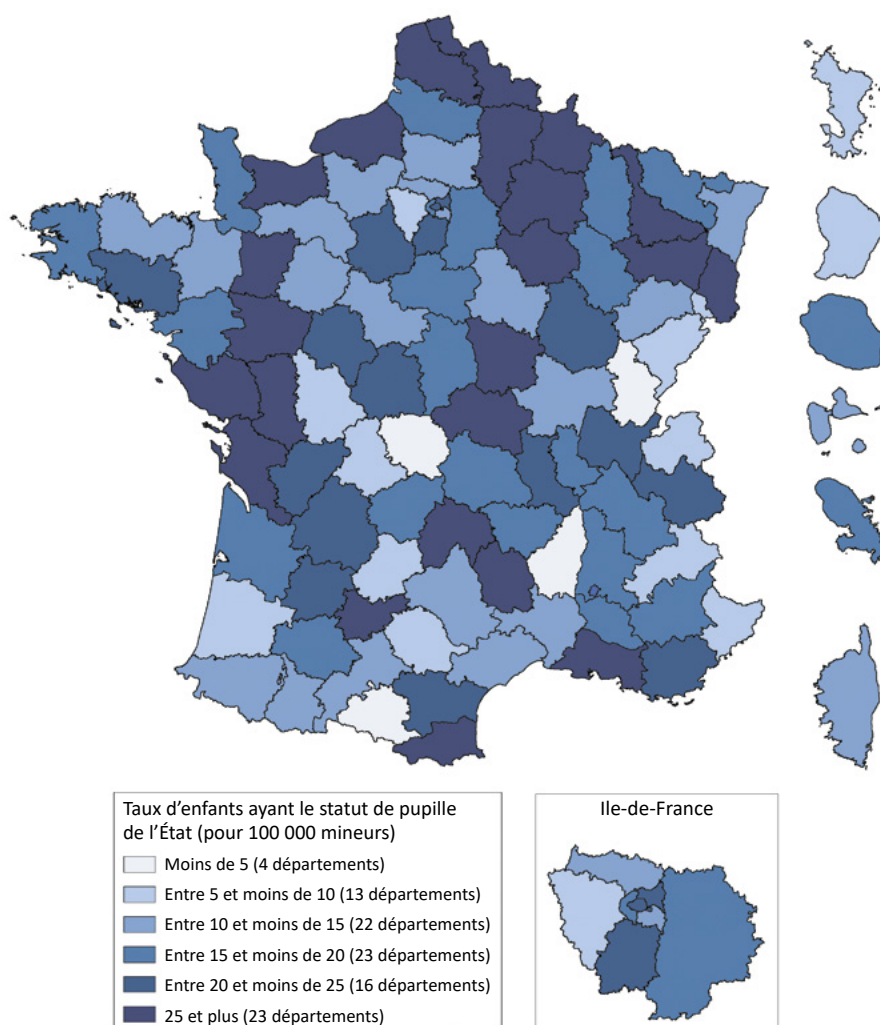 Taux d’enfants ayant le statut de pupille
de l’État (pour 100 000 mineurs)
Moins de 5 (4 départements)
Entre 5 et moins de 10 (13 départements)
Entre 10 et moins de 15 (22 départements)
Entre 15 et moins de 20 (23 départements)
Entre 20 et moins de 25 (16 départements)
25 et plus (23 départements)
Ile-de-France